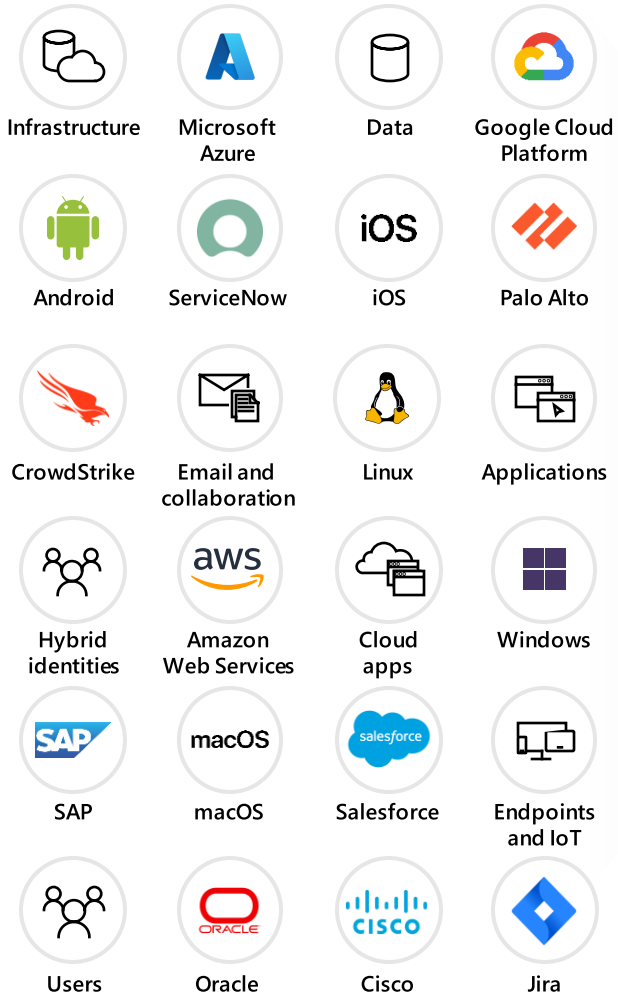 Infrastructure
Microsoft
Azure
Data
Google Cloud
Platform
Android
ServiceNow
iOS
iOS
Palo Alto
CrowdStrike
Email and
collaboration
Linux
Applications
Hybrid
identities
aws
Amazon
Web Services
Cloud
apps
Windows
SAP
SAP
macOS
macOS
salesforce
Salesforce
Endpoints
and IoT
Users
ORACLE
Oracle
CISCO
Cisco
Jira